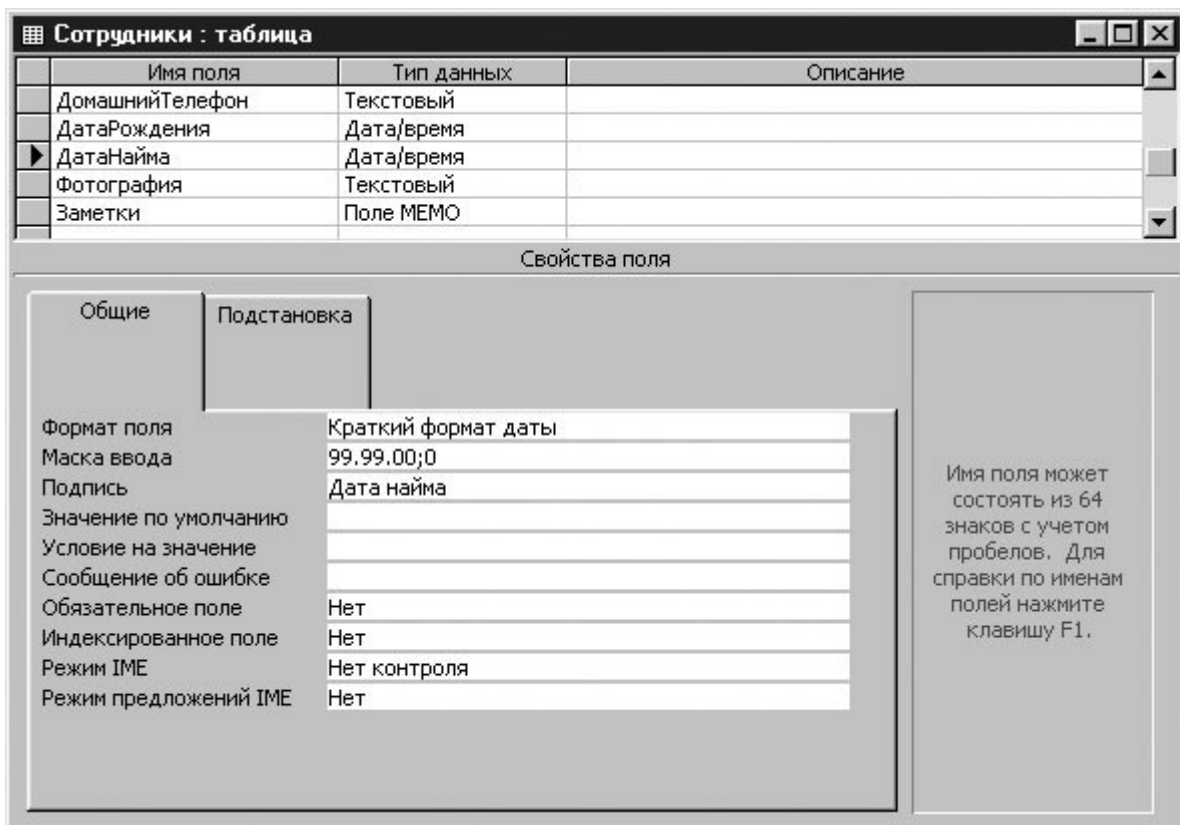 Сотрудники : таблица
Имя поля Тип данных Описание
ДомашнийТелефон Текстовый
ДатаРождения Дата/время
ДатаНайма Дата/время
Фотография Текстовый
Заметки Поле МЕМО
Свойства поля
Общие Подстановка
Формат поля Краткий формат даты
Маска ввода 99.99.00;0
Подпись Дата найма
Значение по умолчанию
Условие на значение
Сообщение об ошибке
Обязательное поле Нет
Индексированное поле Нет
Режим IME Нет контроля
Режим предложений IME Нет
Имя поля может
состоять из 64
знаков с учетом
пробелов. Для
справки по именам
полей нажмите
клавишу F1.